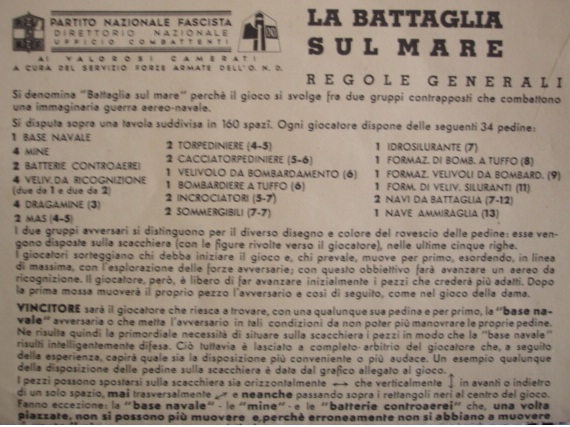 PARTITO NAZIONALE FASCISTA
DIRETTORIO NAZIONALE
UFFICIO COMBATTENTI
AI VALOROSI CAMERATI
A CURA DEL SERVIZIO FORZE ARMATE DELL'O. N. D.
LA BATTAGLIA
SUL MARE
REGOLE GENERALI
Si denomina "Battaglia sul mare" perchè il gioco si svolge fra due gruppi contrapposti che combattono
una immaginaria guerra aereo-navale.
Si disputa sopra una tavola suddivisa in 160 spazi. Ogni giocatore dispone delle seguenti 34 pedine:
1 BASE NAVALE
4 MINE
2 BATTERIE CONTROAEREI
4 VELIV. DA RICOGNIZIONE
(due da 1 e due da 2)
4 DRAGAMINE (3)
2 MAS (4-5)
2 TORPEDINIERE (4-5)
2 CACCIATORPEDINIERE (5-6)
1 VELIVOLO DA BOMBARDAMENTO (6)
1 BOMBARDIERE A TUFFO (6)
2 INCROCIATORI (5-7)
2 SOMMERGIBILI (7-7)
1 IDROSILURANTE (7)
1 FORMAZ. DI BOMB. A TUFFO (8)
1 FORMAZ. VELIVOLI DA BOMBARD. (9)
1 FORM. DI VELIV. SILURANTI (11)
2 NAVI DA BATTAGLIA (7-12)
1 NAVE AMMIRAGLIA (13)
I due gruppi avversari si distinguono per il diverso disegno e colore del rovescio delle pedine: esse ven-
gono disposte sulla scacchiera (con le figure rivolte verso il giocatore), nelle ultime cinque righe.
I giocatori sorteggiano chi debba iniziare il gioco e, chi prevale, muove per primo, esordendo, in linea
di massima, con l'esplorazione delle forze avversarie; con questo obbiettivo farà avanzare un aereo da
ricognizione. Il giocatore, però, è libero di far avanzare inizialmente i pezzi che crederà più adatti. Dopo
la prima mossa muoverà il proprio pezzo l'avversario e così di seguito, come nel gioco della dama.
VINCITORE sarà il giocatore che riesca a trovare, con una qualunque sua pedina e per primo, la "base na-
vale" avversaria o che metta l'avversario in tali condizioni da non poter più manovrare le proprie pedine.
Ne risulta quindi la primordiale necessità di situare sulla scacchiera i pezzi in modo che la "base navale"
risulti intelligentemente difesa. Ciò tuttavia è lasciato a completo arbitrio del giocatore che, a seguito
della esperienza, capirà quale sia la disposizione più conveniente o più audace. Un esempio qualunque
della disposizione delle pedine sulla scacchiera è data dal grafico allegato al gioco.
I pezzi possono spostarsi sulla scacchiera sia orizzontalmente ↔ che verticalmente ↕ in avanti o indietro
di un solo spazio, mai trasversalmente ⤢ e neanche passando sopra i rettangoli neri al centro del gioco.
Fanno eccezione: la "base navale" - le "mine" - e le "batterie controaerei" che, una volta
piazzate, non si possono più muovere e perchè erroneamente non si abbiano a muovere